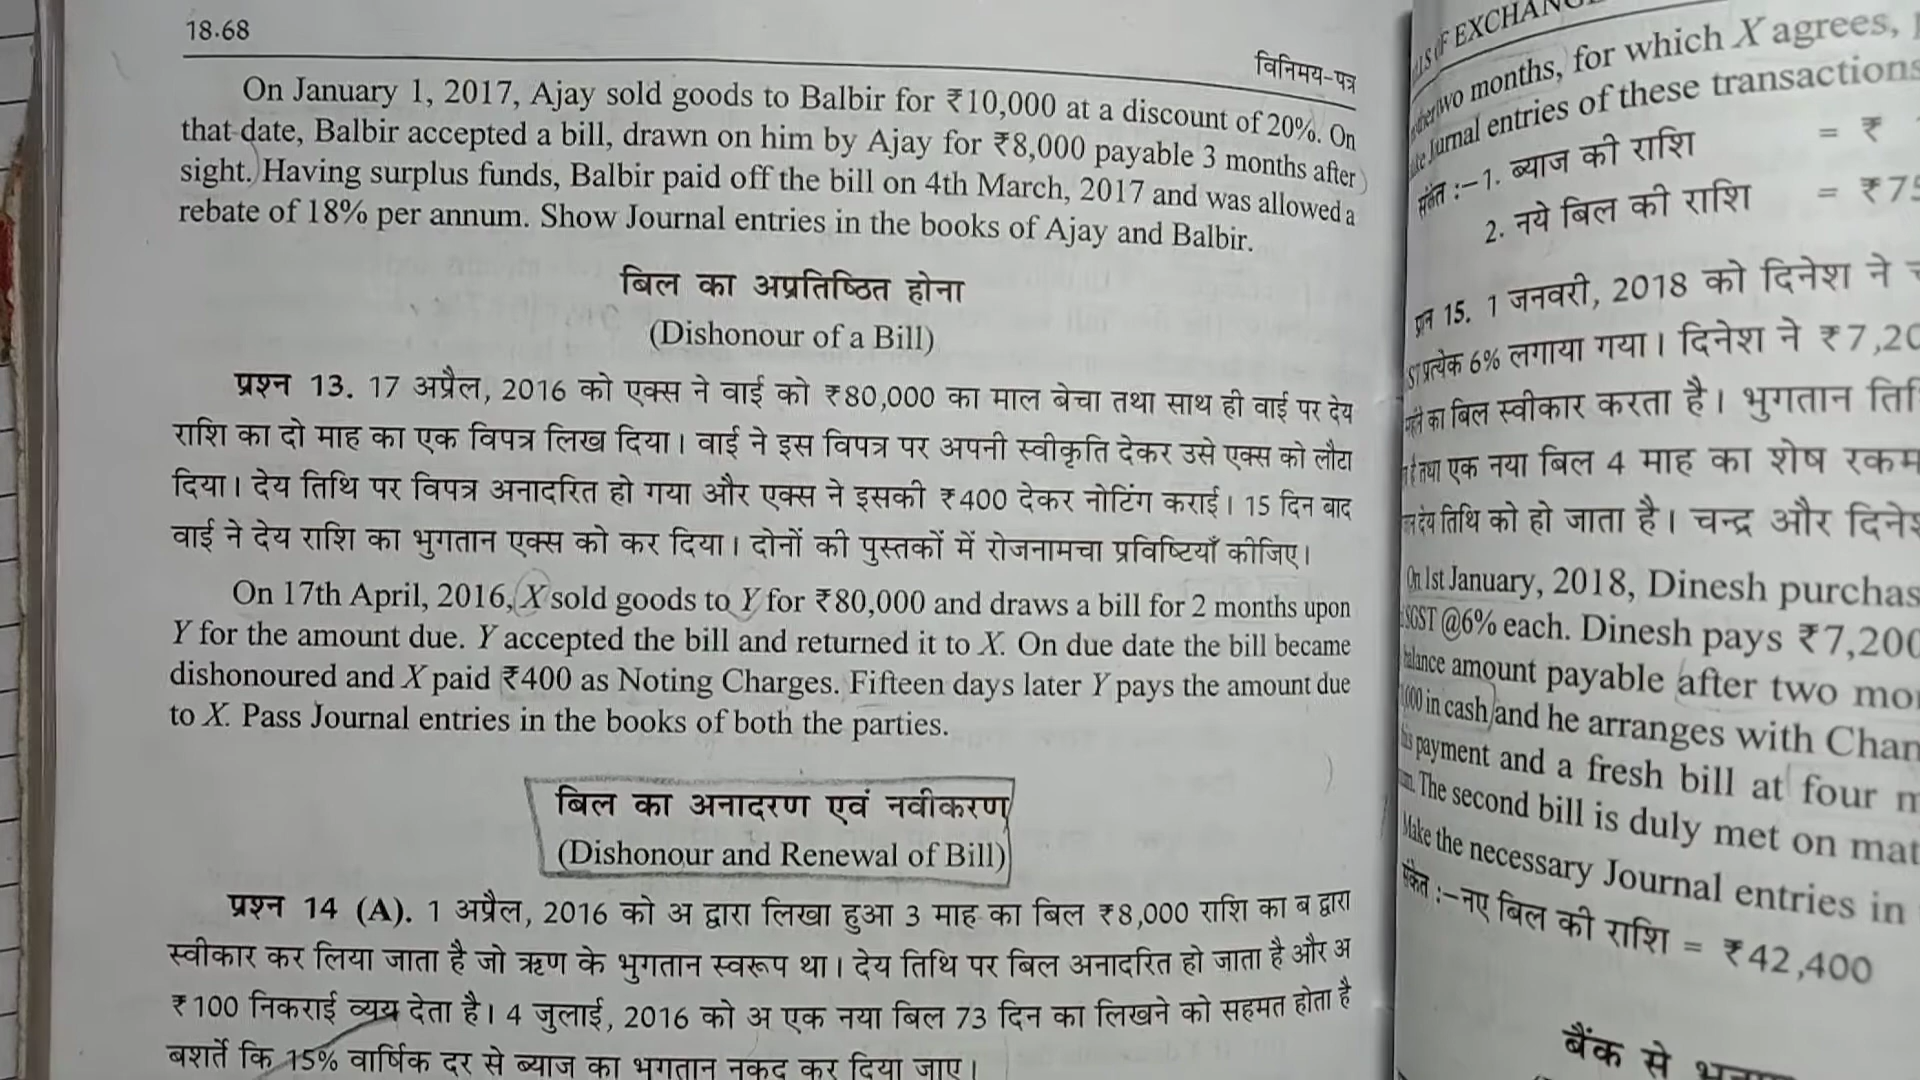 18.68
विनिमय-पत्र
On January 1, 2017, Ajay sold goods to Balbir for ₹10,000 at a discount of 20%. On
that date, Balbir accepted a bill, drawn on him by Ajay for ₹8,000 payable 3 months after
sight. Having surplus funds, Balbir paid off the bill on 4th March, 2017 and was allowed a
rebate of 18% per annum. Show Journal entries in the books of Ajay and Balbir.
बिल का अप्रतिष्ठित होना
(Dishonour of a Bill)
प्रश्न 13. 17 अप्रैल, 2016 को एक्स ने वाई को ₹80,000 का माल बेचा तथा साथ ही वाई पर देय
राशि का दो माह का एक विपत्र लिख दिया। वाई ने इस विपत्र पर अपनी स्वीकृति देकर उसे एक्स को लौटा
दिया। देय तिथि पर विपत्र अनादरित हो गया और एक्स ने इसकी ₹400 देकर नोटिंग कराई। 15 दिन बाद
वाई ने देय राशि का भुगतान एक्स को कर दिया। दोनों की पुस्तकों में रोजनामचा प्रविष्टियाँ कीजिए।
On 17th April, 2016, X sold goods to Y for ₹80,000 and draws a bill for 2 months upon
Y for the amount due. Y accepted the bill and returned it to X. On due date the bill became
dishonoured and X paid ₹400 as Noting Charges. Fifteen days later Y pays the amount due
to X. Pass Journal entries in the books of both the parties.
बिल का अनादरण एवं नवीकरण
(Dishonour and Renewal of Bill)
प्रश्न 14 (A). 1 अप्रैल, 2016 को अ द्वारा लिखा हुआ 3 माह का बिल ₹8,000 राशि का ब द्वारा
स्वीकार कर लिया जाता है जो ऋण के भुगतान स्वरूप था। देय तिथि पर बिल अनादरित हो जाता है और अ
₹100 निकराई व्यय देता है। 4 जुलाई, 2016 को अ एक नया बिल 73 दिन का लिखने को सहमत होता है
बशर्ते कि 15% वार्षिक दर से ब्याज का भुगतान नकद कर दिया जाए।
OF EXCHANGE
two months, for which X agrees,
Journal entries of these transactions
संकेत :-1. ब्याज की राशि = ₹
2. नये बिल की राशि = ₹75
प्रश्न 15. 1 जनवरी, 2018 को दिनेश ने
प्रत्येक 6% लगाया गया। दिनेश ने ₹7,20
का बिल स्वीकार करता है। भुगतान
तथा एक नया बिल 4 माह का शेष रकम
देय तिथि को हो जाता है। चन्द्र और दिनेश
On 1st January, 2018, Dinesh purchas
SGST @6% each. Dinesh pays ₹7,200
balance amount payable after two mo
in cash and he arranges with Chan
payment and a fresh bill at four m
The second bill is duly met on mat
Make the necessary Journal entries in
संकेत :-नए बिल की राशि = ₹42,400
बैंक से